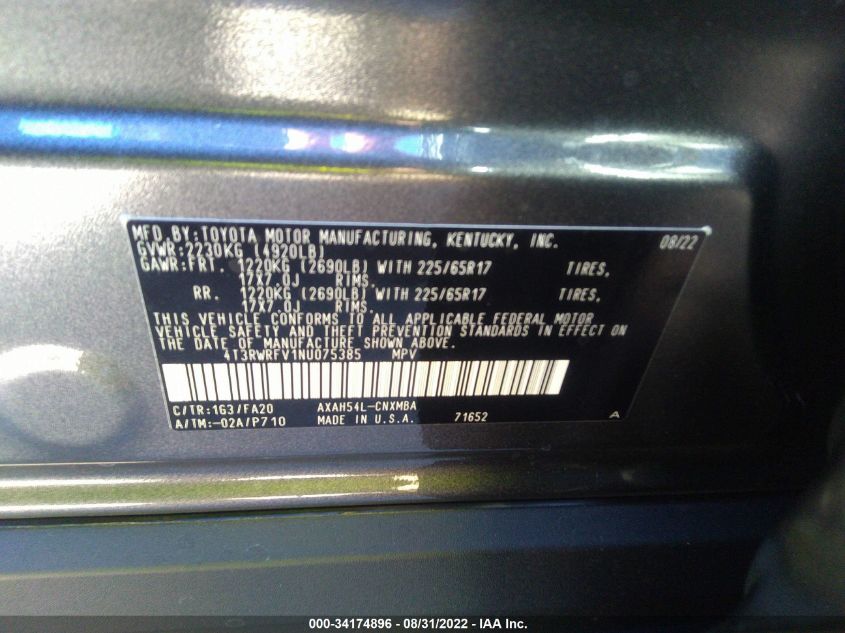 MFD. BY: TOYOTA MOTOR MANUFACTURING, KENTUCKY, INC. 08/22
GVWR: 2230KG (4920LB)
GAWR: FRT. 1220KG (2690LB) WITH 225/65R17 TIRES,
17X7.0J RIMS.
RR. 1220KG (2690LB) WITH 225/65R17 TIRES,
17X7.0J RIMS.
THIS VEHICLE CONFORMS TO ALL APPLICABLE FEDERAL MOTOR
VEHICLE SAFETY AND THEFT PREVENTION STANDARDS IN EFFECT ON
THE DATE OF MANUFACTURE SHOWN ABOVE.
4T3RWRFV1NU075385 MPV
C/TR: 1G3/FA20 AXAH54L-CNXMBA
A/TM: -02A/P710 MADE IN U.S.A. 71652 A
000-34174896 - 08/31/2022 - IAA Inc.